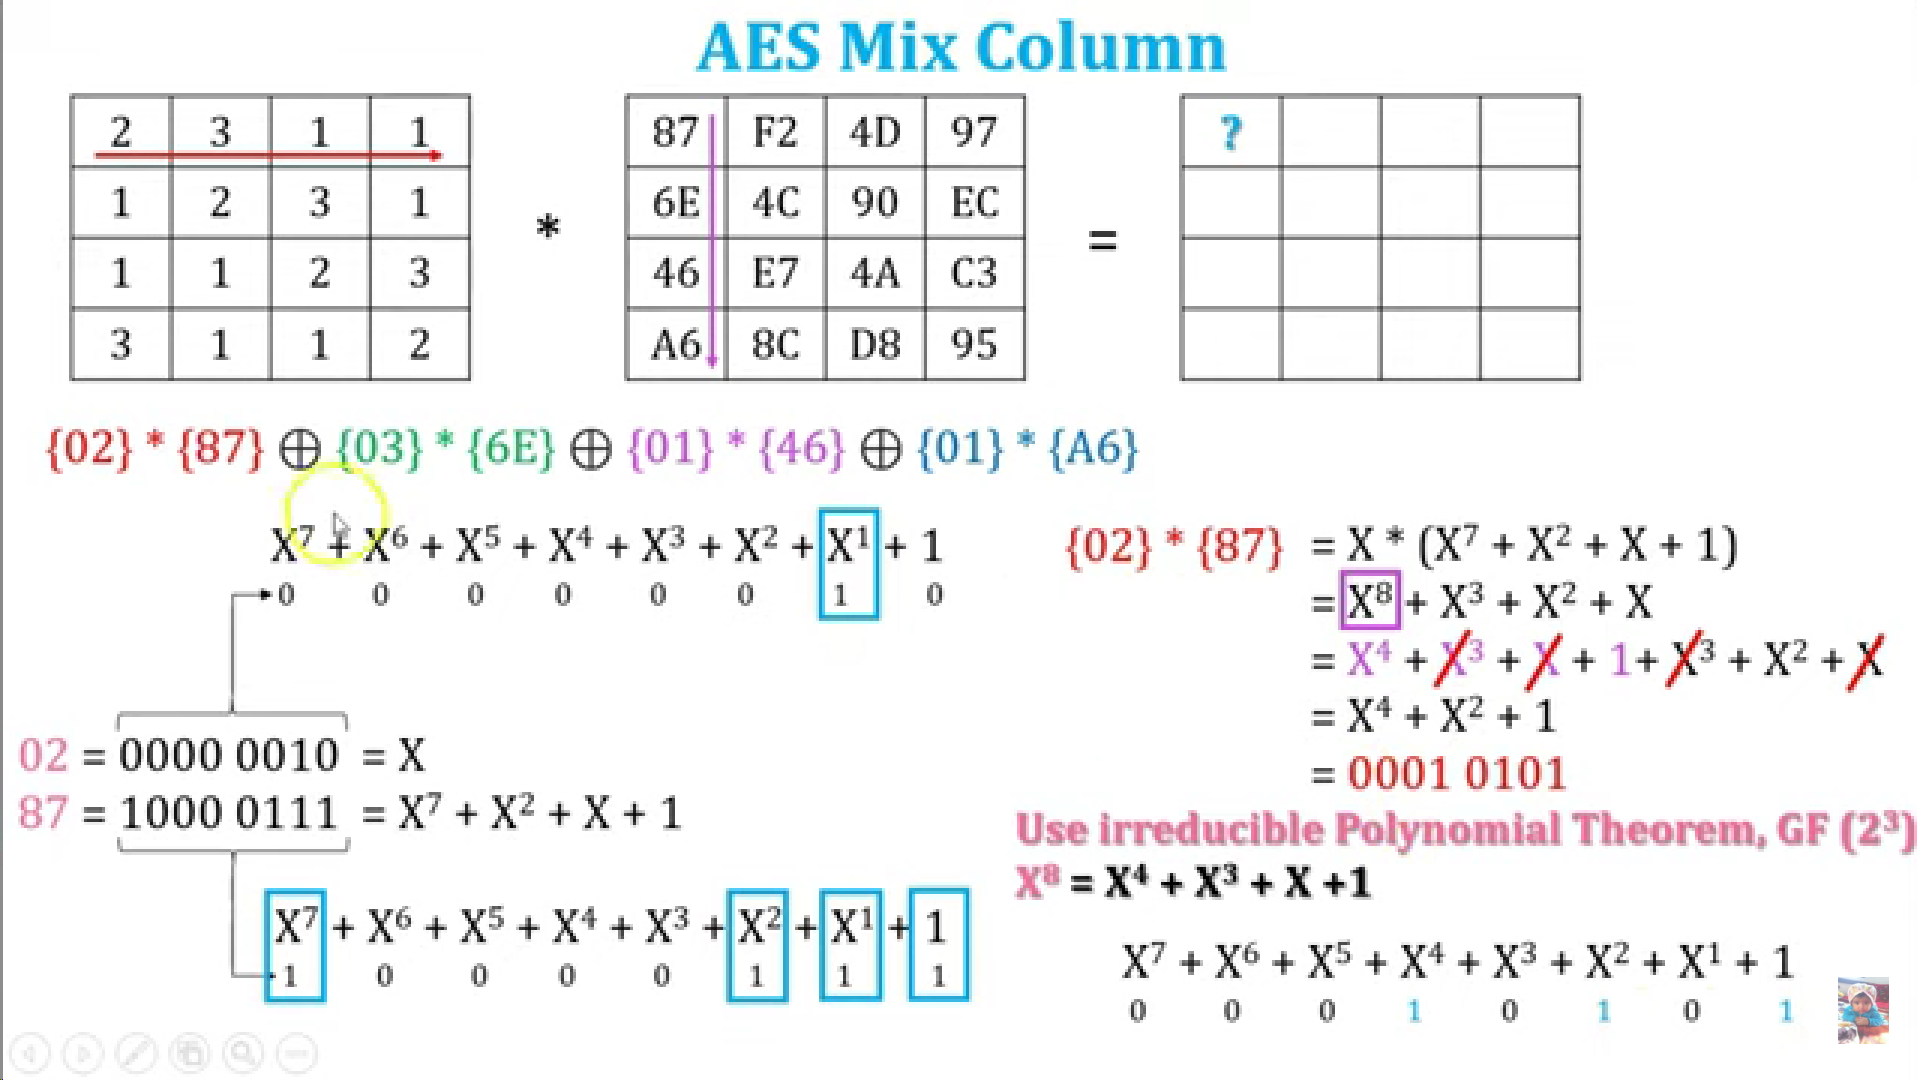 AES Mix Column
2 3 1 1
1 2 3 1
1 1 2 3
3 1 1 2
*
87 F2 4D 97
6E 4C 90 EC
46 E7 4A C3
A6 8C D8 95
=
?
{02} * {87} ⊕ {03} * {6E} ⊕ {01} * {46} ⊕ {01} * {A6}
X⁷ + X⁶ + X⁵ + X⁴ + X³ + X² + X¹ + 1
0 0 0 0 0 0 1 0
02 = 0000 0010 = X
87 = 1000 0111 = X⁷ + X² + X + 1
X⁷ + X⁶ + X⁵ + X⁴ + X³ + X² + X¹ + 1
1 0 0 0 0 1 1 1
{02} * {87} = X * (X⁷ + X² + X + 1)
= X⁸ + X³ + X² + X
= X⁴ + X³ + X + 1 + X³ + X² + X
= X⁴ + X² + 1
= 0001 0101
Use irreducible Polynomial Theorem, GF (2³)
X⁸ = X⁴ + X³ + X +1
X⁷ + X⁶ + X⁵ + X⁴ + X³ + X² + X¹ + 1
0 0 0 1 0 1 0 1